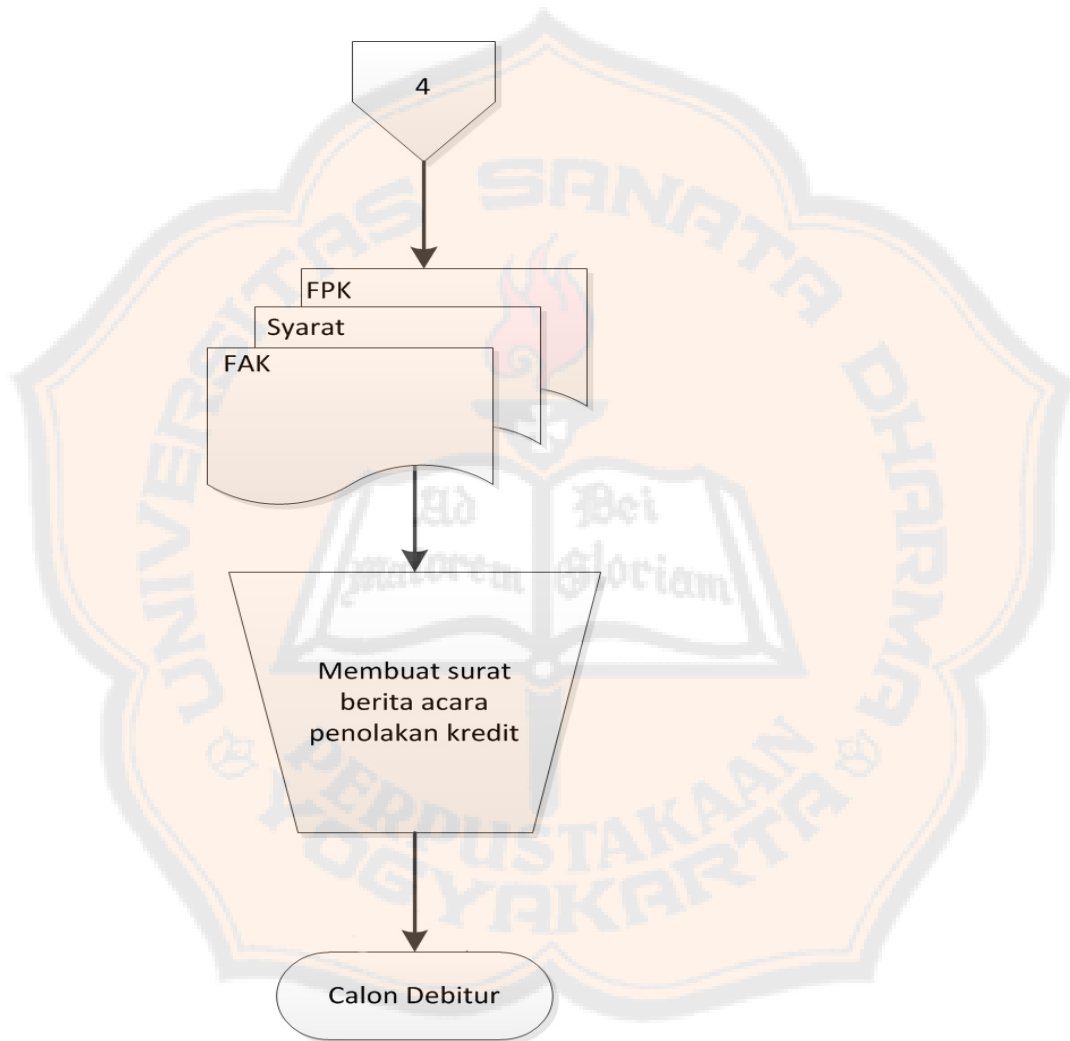 4
FPK
Syarat
FAK
Membuat surat
berita acara
penolakan kredit
Calon Debitur
UNIVERSITAS SANATA DHARMA
Ad Dei
maiorem Gloriam
PERPUSTAKAAN
YOGYAKARTA